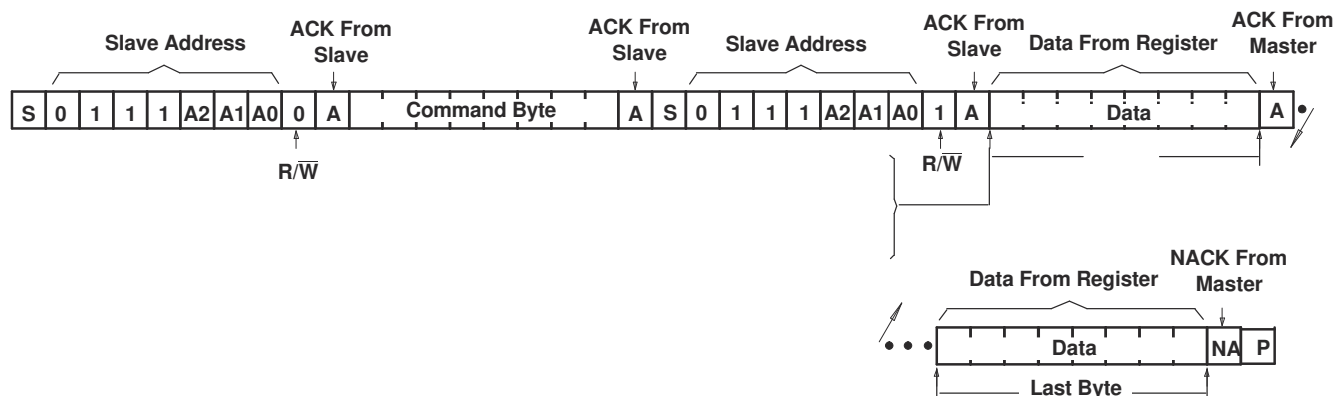 Slave Address
ACK From
Slave
ACK From
Slave
Slave Address
ACK From
Slave
Data From Register
ACK From
Master
S 0 1 1 1 A2 A1 A0 0 A Command Byte A S 0 1 1 1 A2 A1 A0 1 A Data A
R/W̅
R/W̅
Data From Register
NACK From
Master
Data NA P
Last Byte